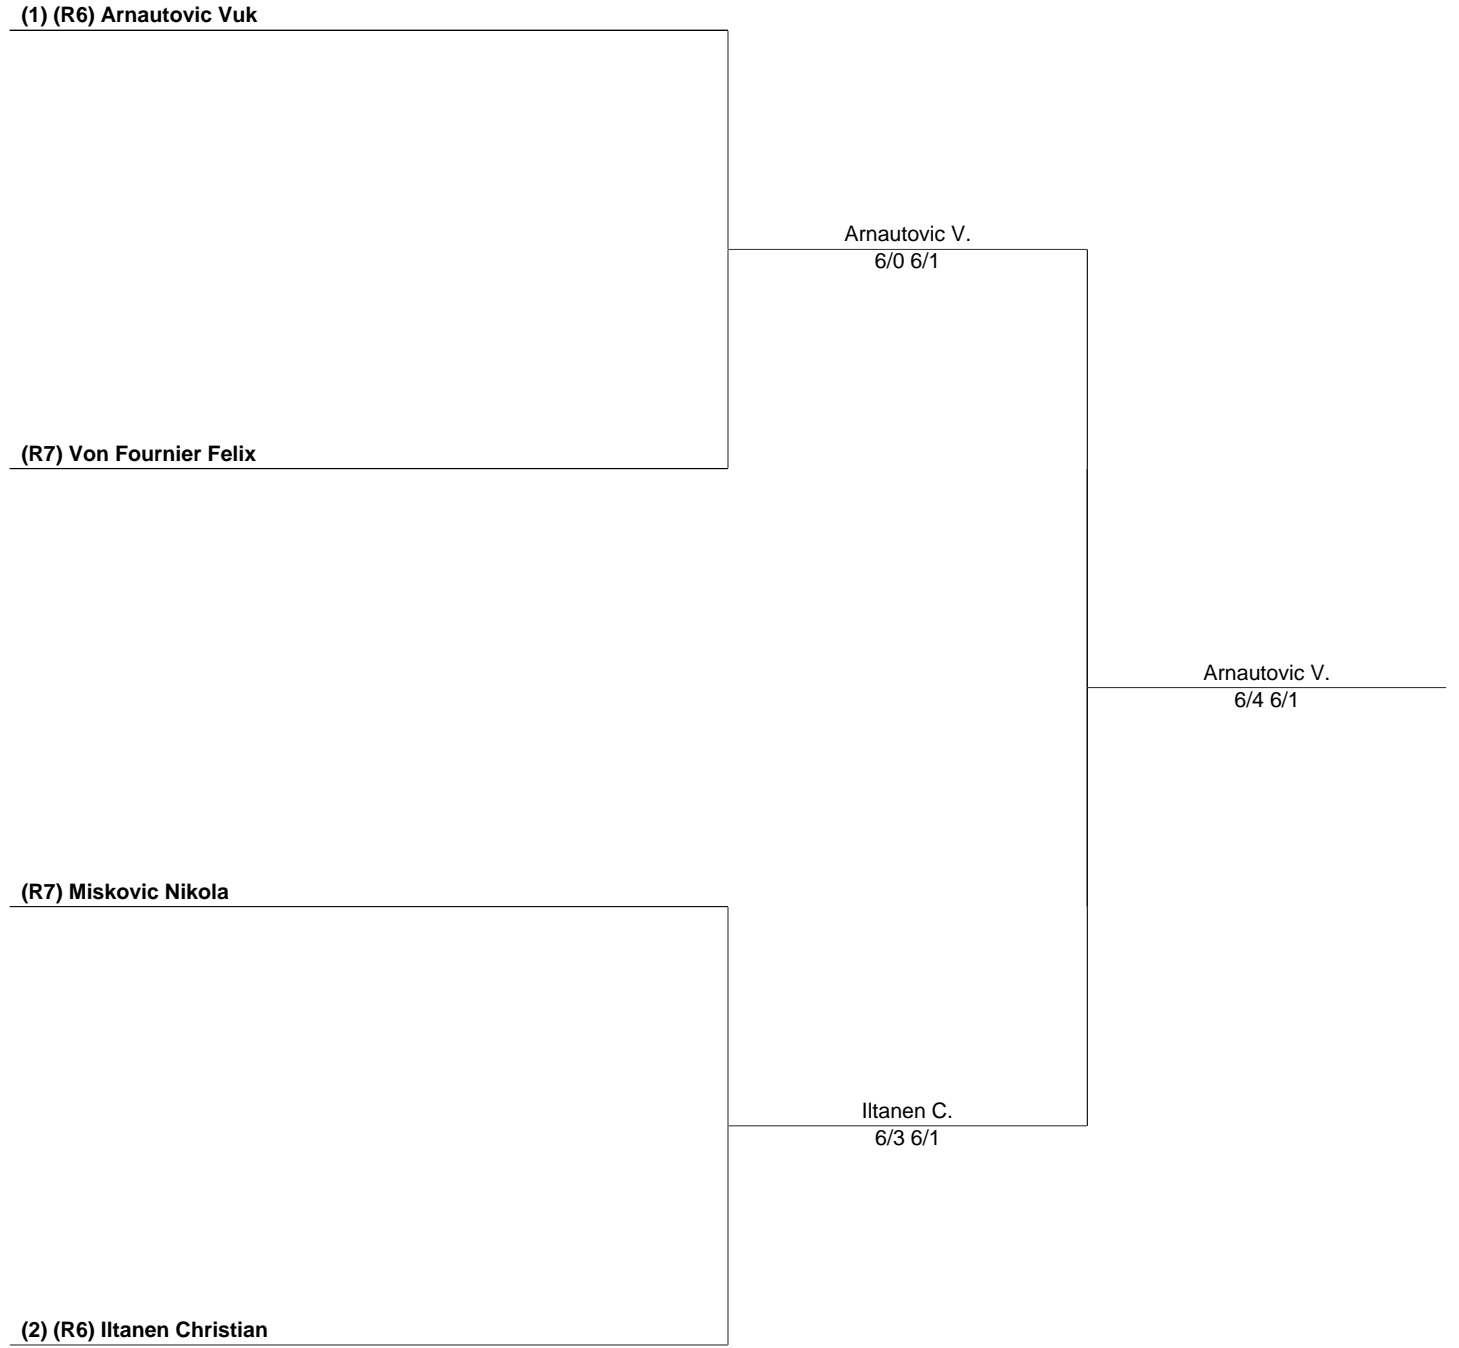 (1) (R6) Arnautovic Vuk
Arnautovic V.
6/0 6/1
(R7) Von Fournier Felix
Arnautovic V.
6/4 6/1
(R7) Miskovic Nikola
Iltanen C.
6/3 6/1
(2) (R6) Iltanen Christian